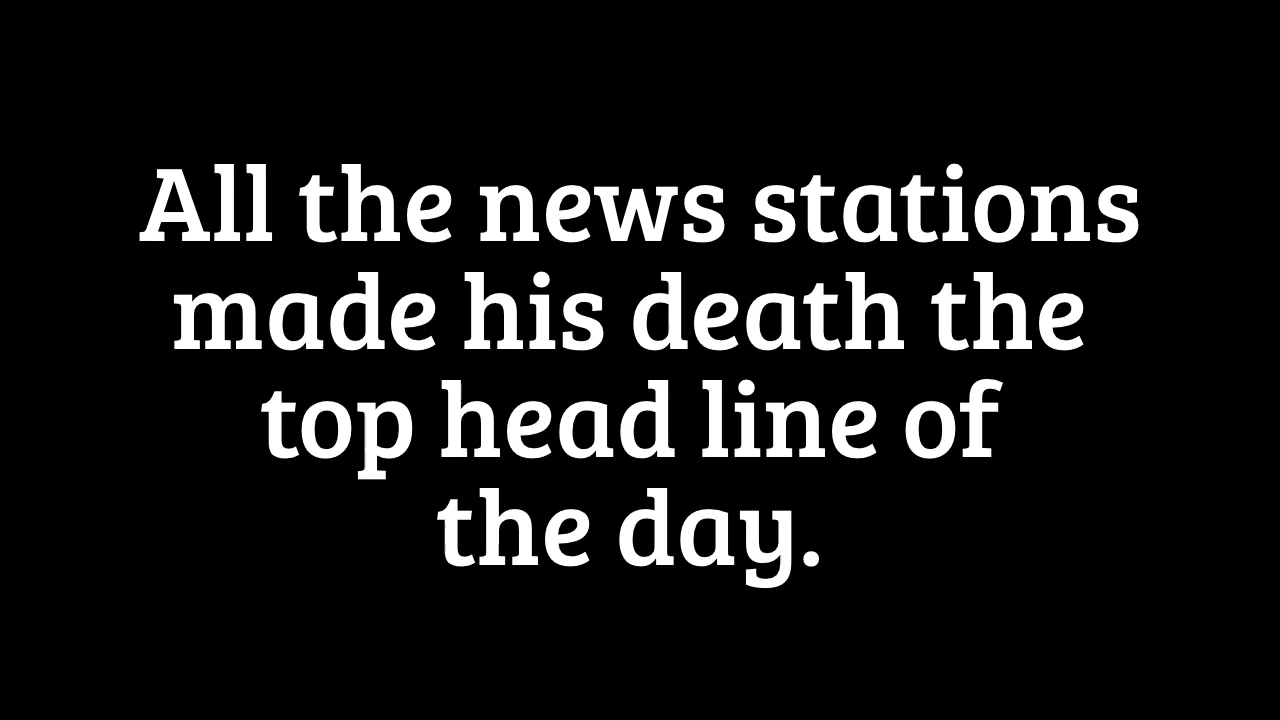 All the news stations
made his death the
top head line of
the day.